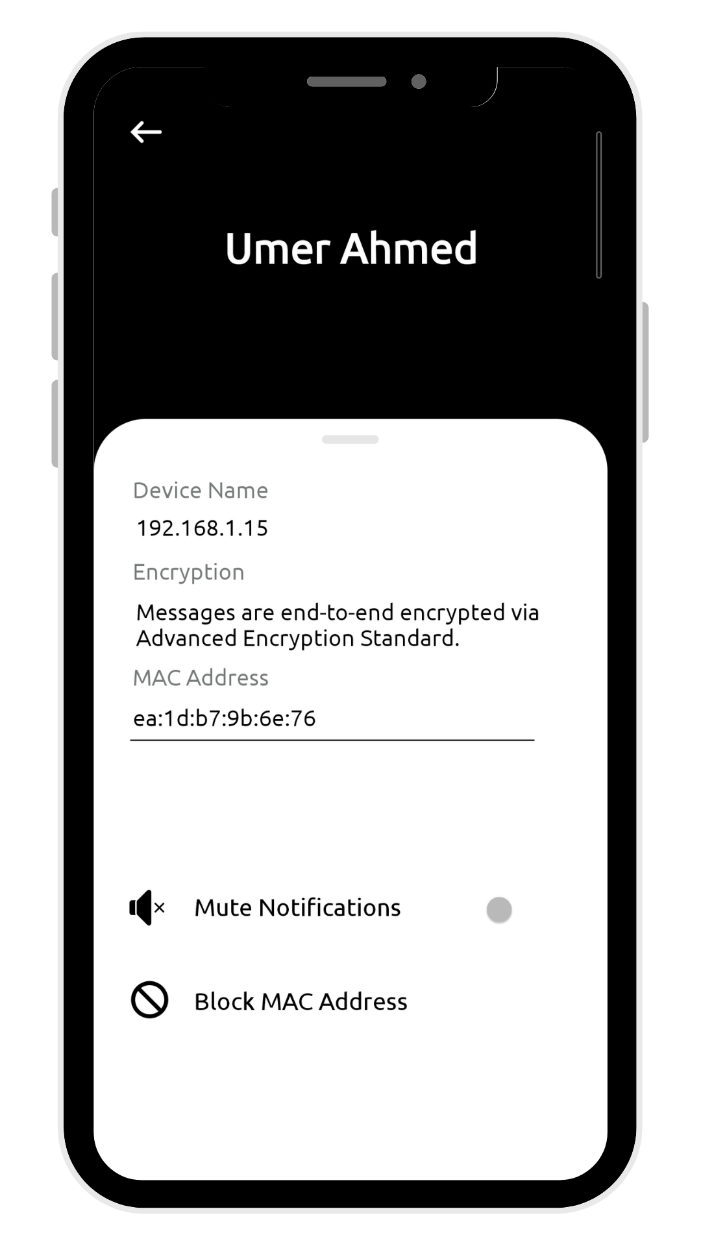 Umer Ahmed
Device Name
192.168.1.15
Encryption
Messages are end-to-end encrypted via
Advanced Encryption Standard.
MAC Address
ea:1d:b7:9b:6e:76
Mute Notifications
Block MAC Address